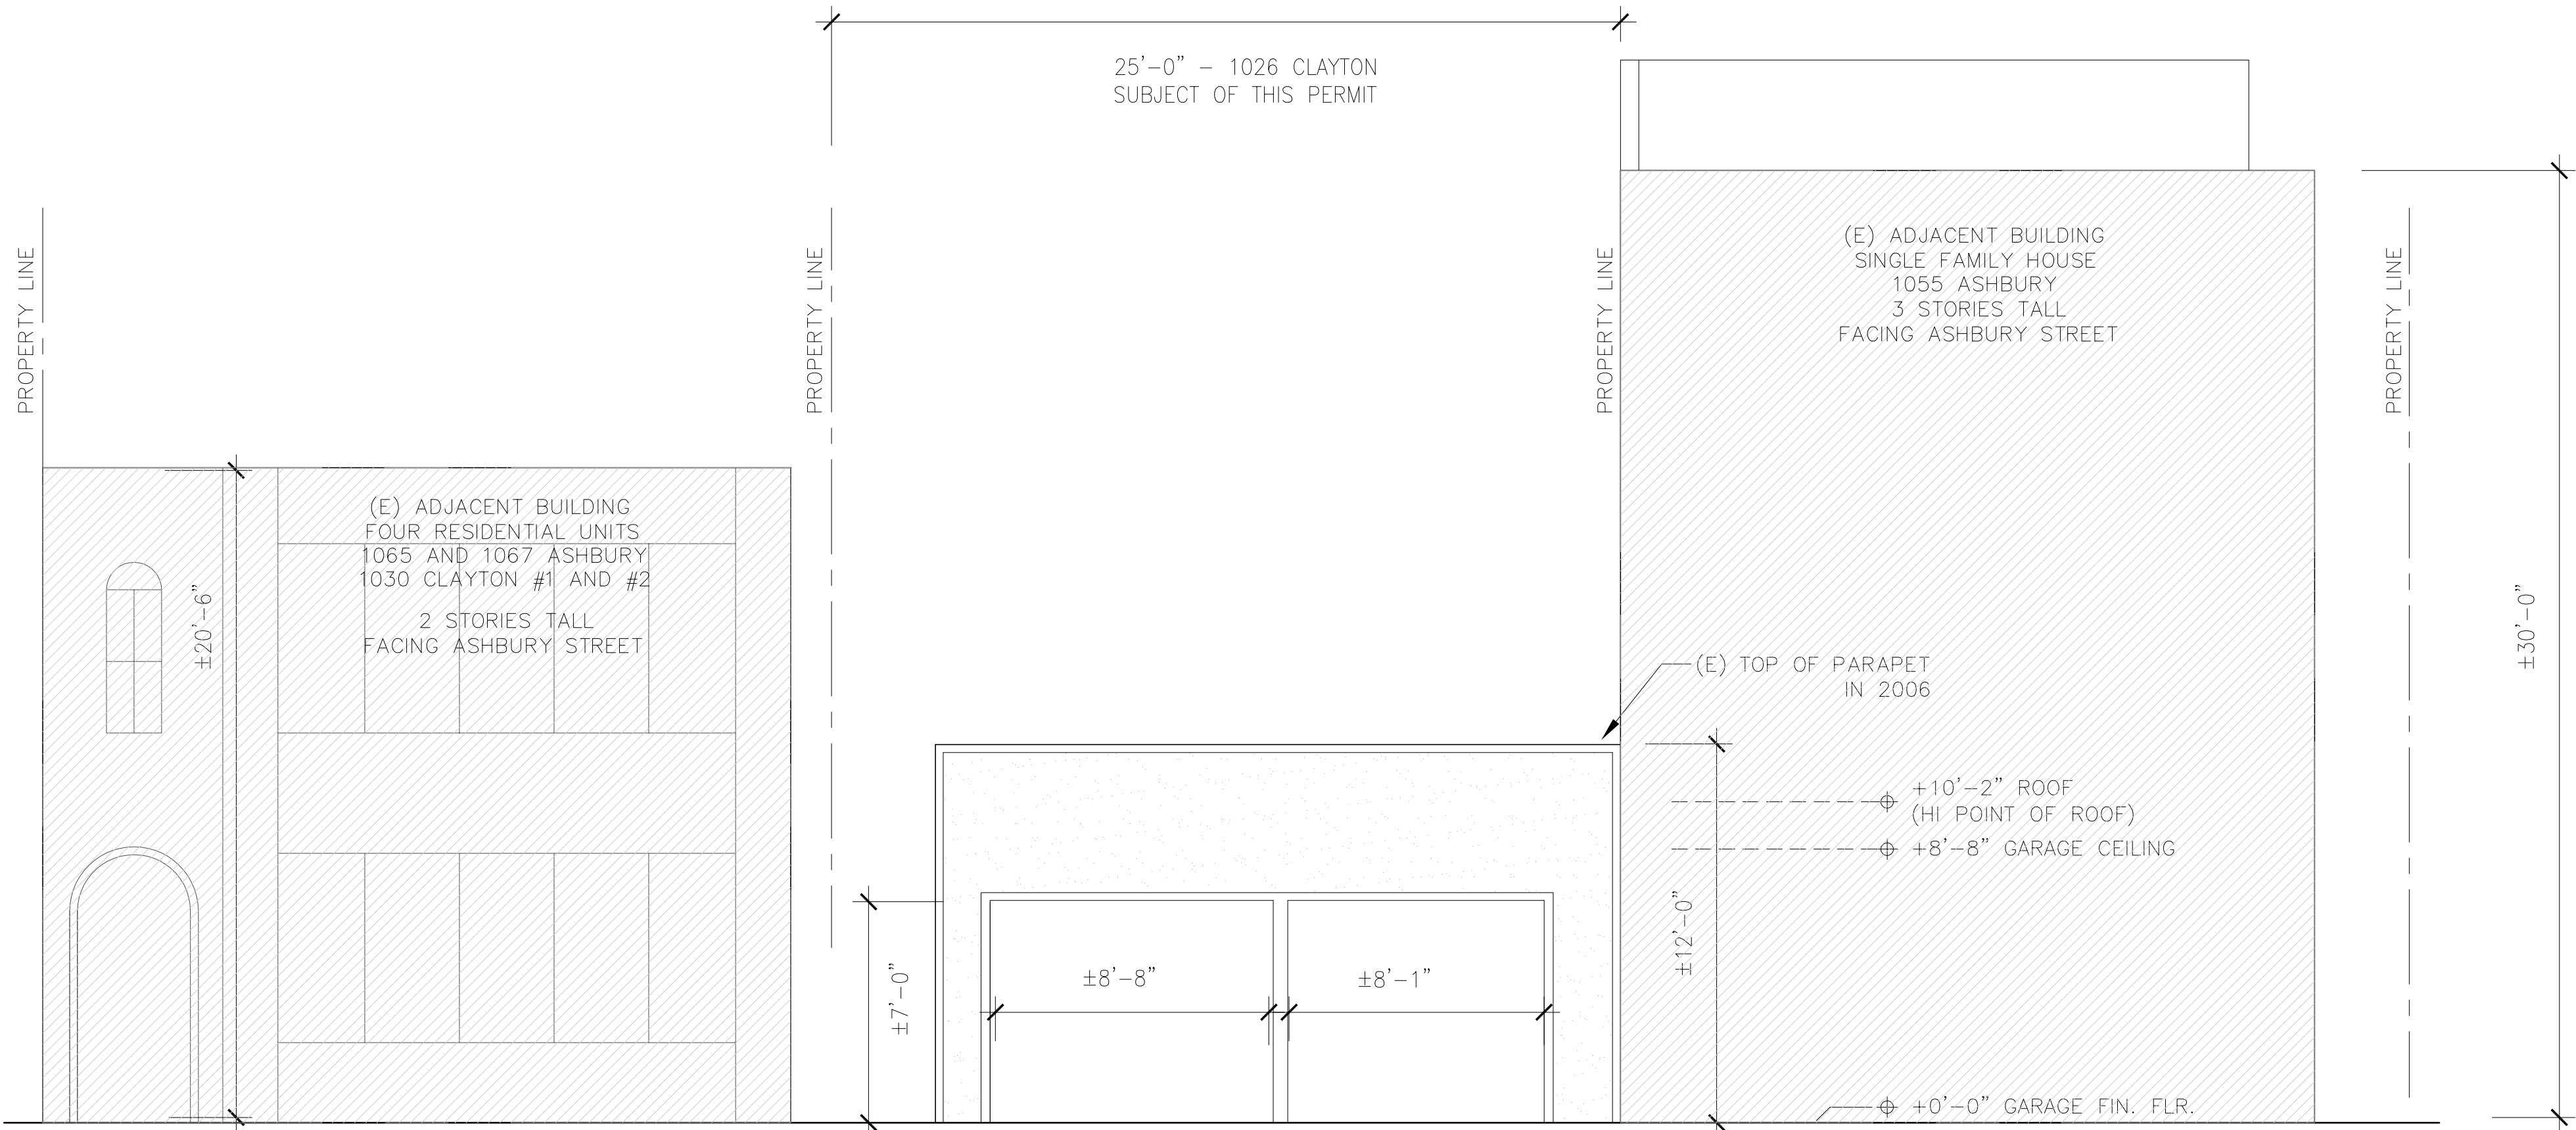 25'-0" - 1026 CLAYTON
SUBJECT OF THIS PERMIT
PROPERTY LINE
PROPERTY LINE
PROPERTY LINE
PROPERTY LINE
(E) ADJACENT BUILDING
SINGLE FAMILY HOUSE
1055 ASHBURY
3 STORIES TALL
FACING ASHBURY STREET
(E) ADJACENT BUILDING
FOUR RESIDENTIAL UNITS
1065 AND 1067 ASHBURY
1030 CLAYTON #1 AND #2
2 STORIES TALL
FACING ASHBURY STREET
±20'-6"
±30'-0"
(E) TOP OF PARAPET
IN 2006
+10'-2" ROOF
(HI POINT OF ROOF)
+8'-8" GARAGE CEILING
±12'-0"
±7'-0"
±8'-8"
±8'-1"
+0'-0" GARAGE FIN. FLR.